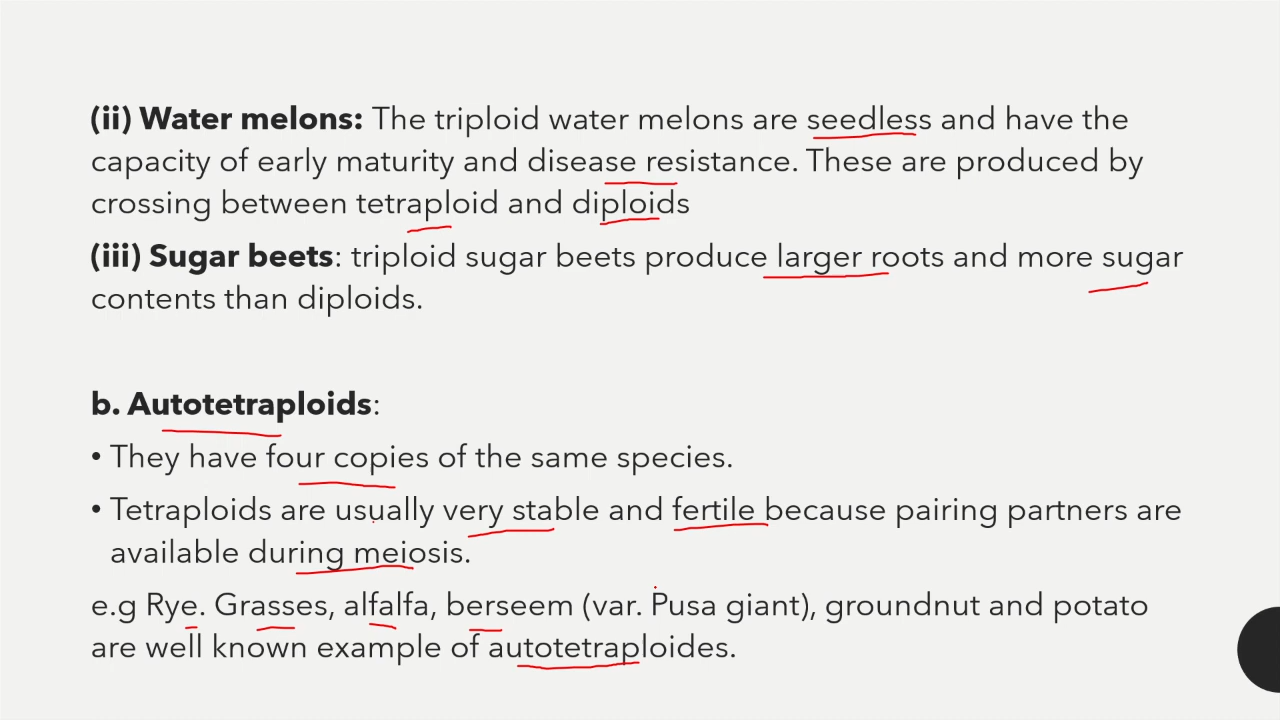 (ii) Water melons: The triploid water melons are seedless and have the
capacity of early maturity and disease resistance. These are produced by
crossing between tetraploid and diploids
(iii) Sugar beets: triploid sugar beets produce larger roots and more sugar
contents than diploids.
b. Autotetraploids:
• They have four copies of the same species.
• Tetraploids are usually very stable and fertile because pairing partners are
available during meiosis.
e.g Rye. Grasses, alfalfa, berseem (var. Pusa giant), groundnut and potato
are well known example of autotetraploides.